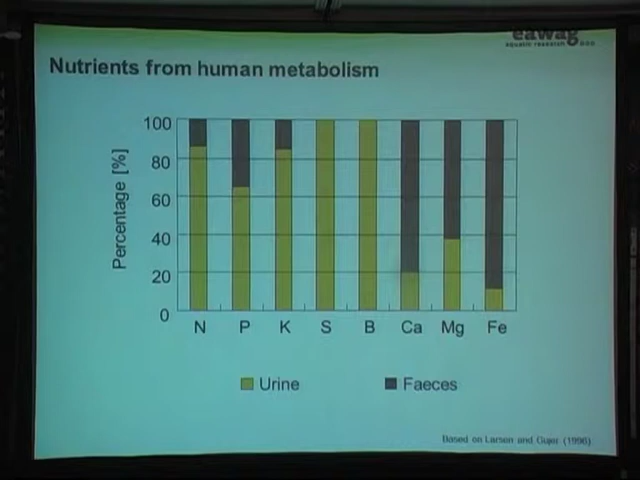 eawag
aquatic research
Nutrients from human metabolism
Percentage [%]
100
80
60
40
20
0
N P K S B Ca Mg Fe
Urine Faeces
Based on Larsen and Gujer (1996)